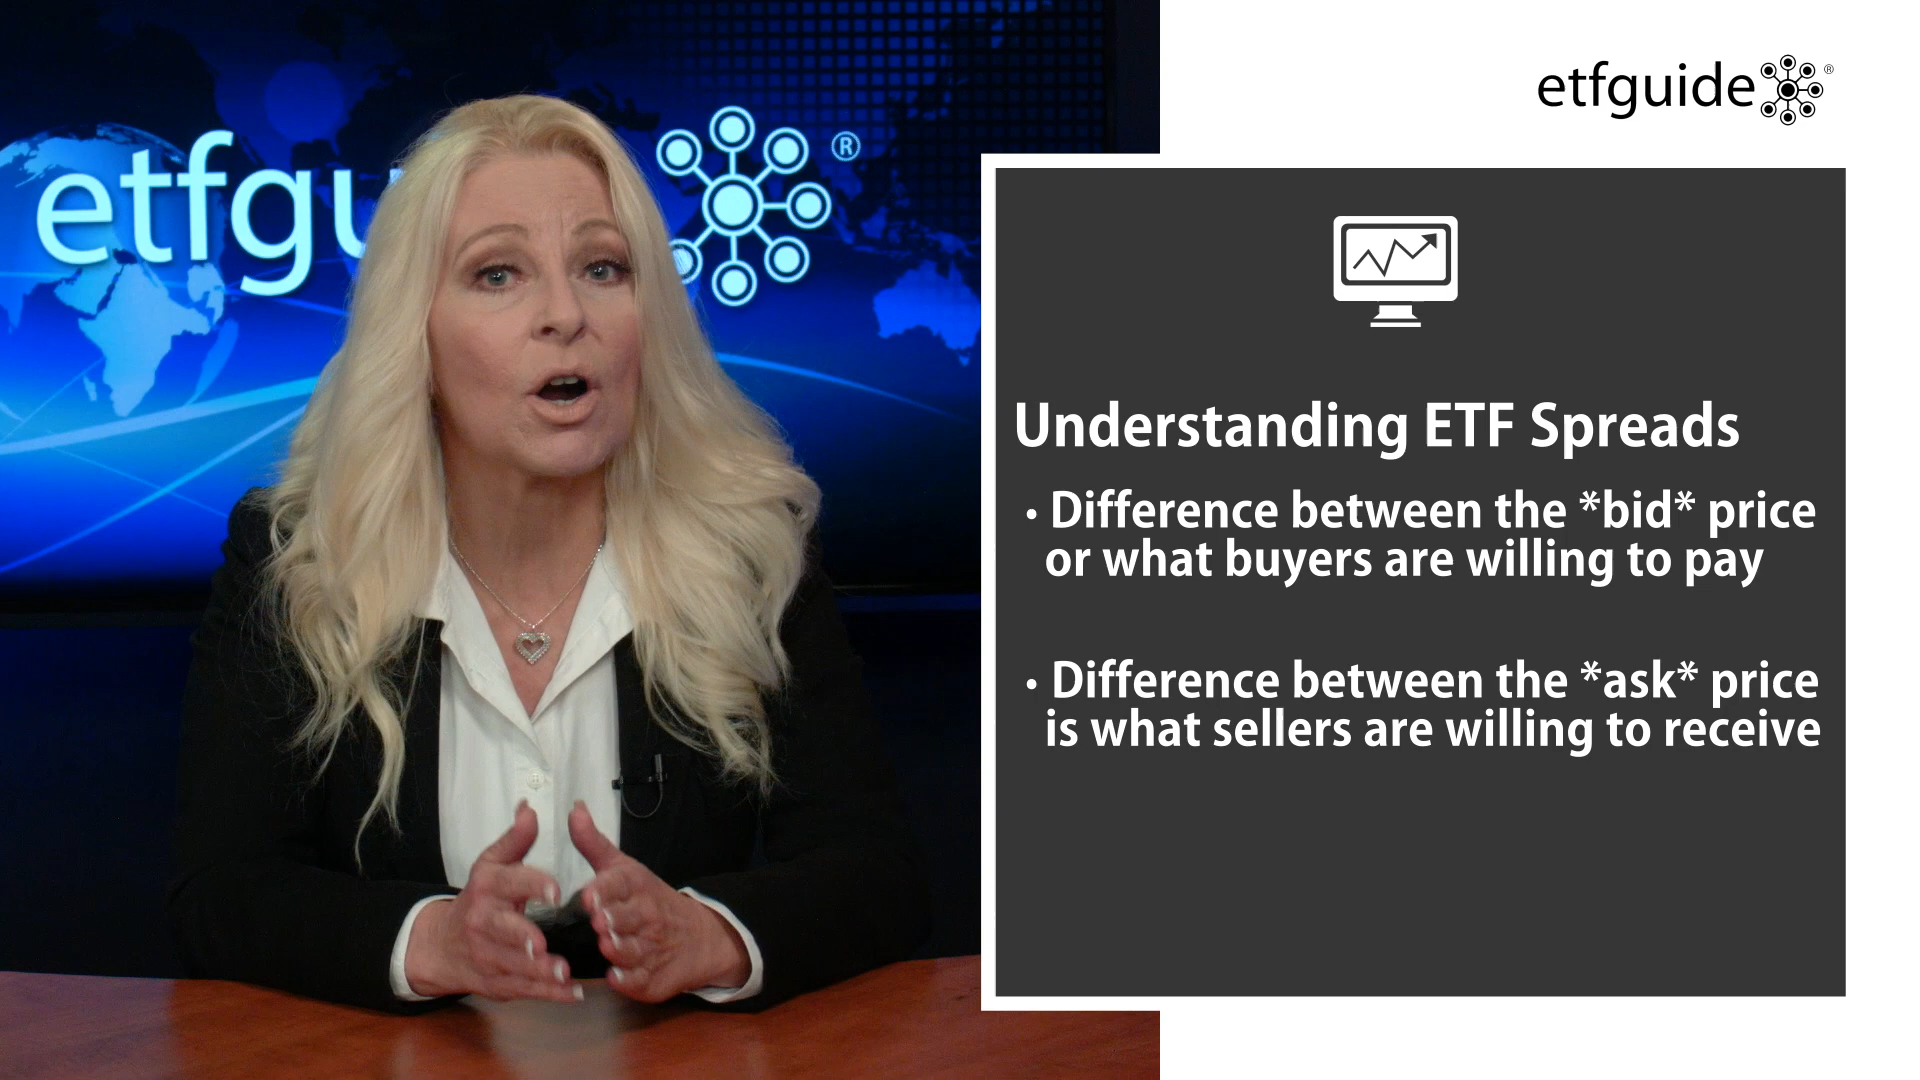 etfgu
®
etfguide®
Understanding ETF Spreads
• Difference between the *bid* price
or what buyers are willing to pay
• Difference between the *ask* price
is what sellers are willing to receive